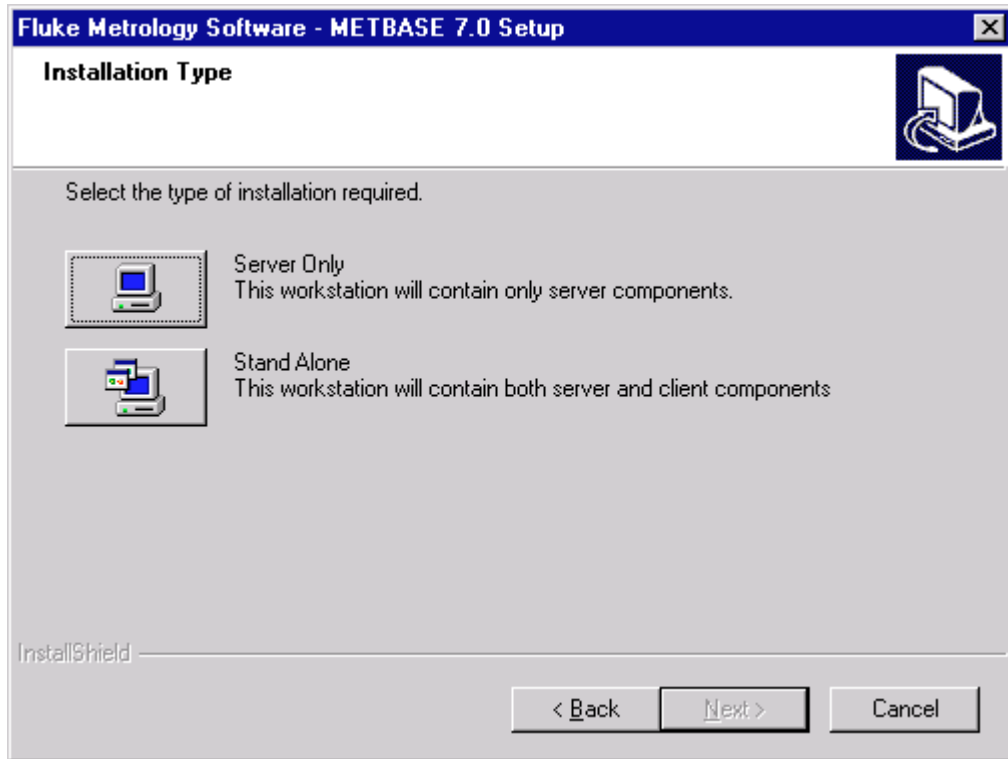 Fluke Metrology Software - METBASE 7.0 Setup
Installation Type
Select the type of installation required.
Server Only
This workstation will contain only server components.
Stand Alone
This workstation will contain both server and client components
InstallShield
< Back
Next >
Cancel